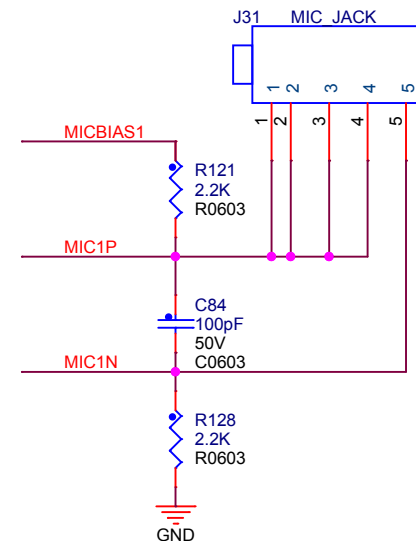 J31 MIC_JACK
1 2 3 4 5
1 2 3 4 5
MICBIAS1
R121
2.2K
R0603
MIC1P
C84
100pF
50V
C0603
MIC1N
R128
2.2K
R0603
GND